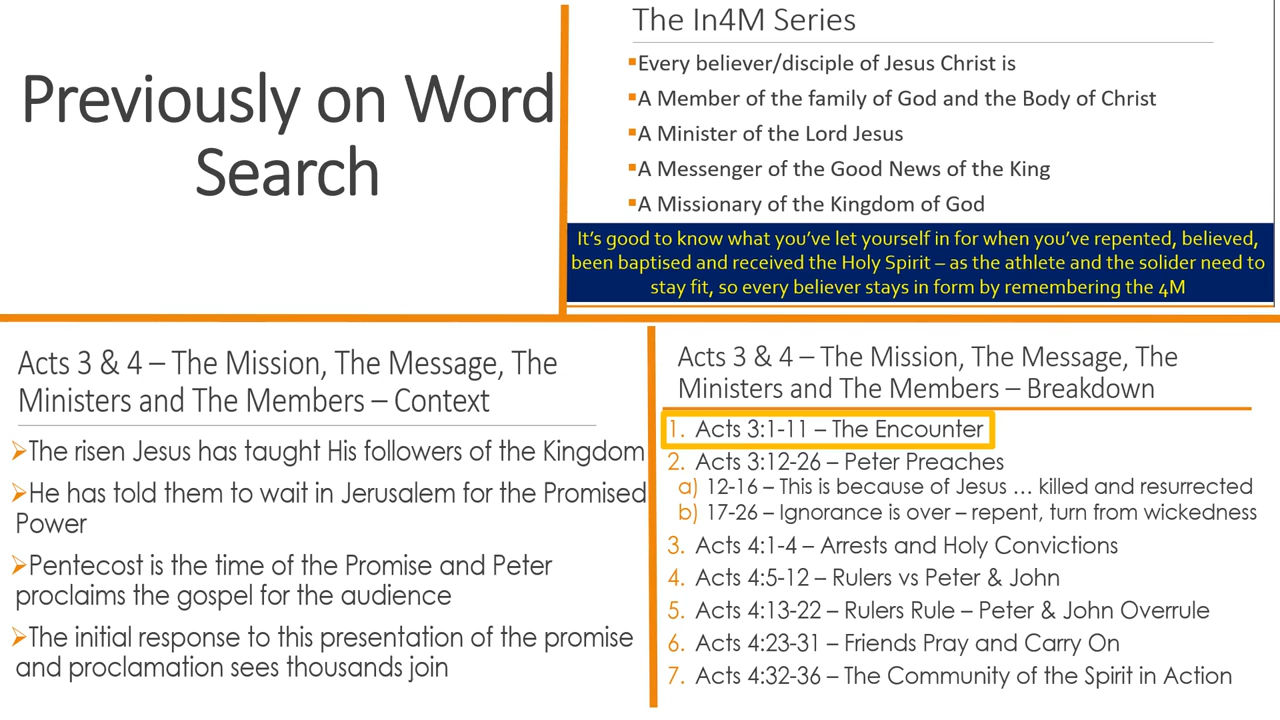 Previously on Word
Search
The In4M Series
▪Every believer/disciple of Jesus Christ is
▪A Member of the family of God and the Body of Christ
▪A Minister of the Lord Jesus
▪A Messenger of the Good News of the King
▪A Missionary of the Kingdom of God
It's good to know what you've let yourself in for when you've repented, believed,
been baptised and received the Holy Spirit – as the athlete and the solider need to
stay fit, so every believer stays in form by remembering the 4M
Acts 3 & 4 – The Mission, The Message, The
Ministers and The Members – Context
➢The risen Jesus has taught His followers of the Kingdom
➢He has told them to wait in Jerusalem for the Promised
Power
➢Pentecost is the time of the Promise and Peter
proclaims the gospel for the audience
➢The initial response to this presentation of the promise
and proclamation sees thousands join
Acts 3 & 4 – The Mission, The Message, The
Ministers and The Members – Breakdown
1. Acts 3:1-11 – The Encounter
2. Acts 3:12-26 – Peter Preaches
a) 12-16 – This is because of Jesus … killed and resurrected
b) 17-26 – Ignorance is over – repent, turn from wickedness
3. Acts 4:1-4 – Arrests and Holy Convictions
4. Acts 4:5-12 – Rulers vs Peter & John
5. Acts 4:13-22 – Rulers Rule – Peter & John Overrule
6. Acts 4:23-31 – Friends Pray and Carry On
7. Acts 4:32-36 – The Community of the Spirit in Action